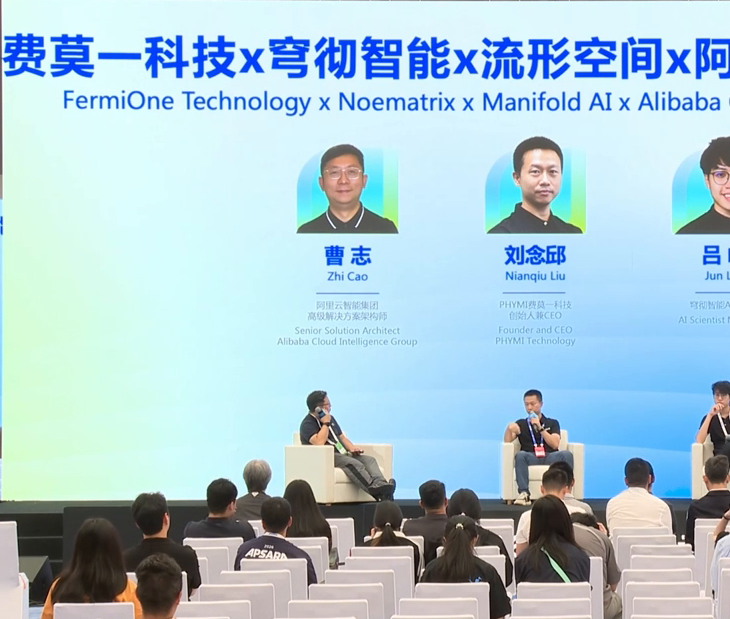 费莫一科技x穹彻智能x流形空间x阿
FermiOne Technology x Noematrix x Manifold AI x Alibaba
曹 志
Zhi Cao
阿里云智能集团
高级解决方案架构师
Senior Solution Architect
Alibaba Cloud Intelligence Group
刘念邱
Nianqiu Liu
PHYMI费莫一科技
创始人兼CEO
Founder and CEO
PHYMI Technology
吕
Jun
穹彻智能A
AI Scientist
APSARA